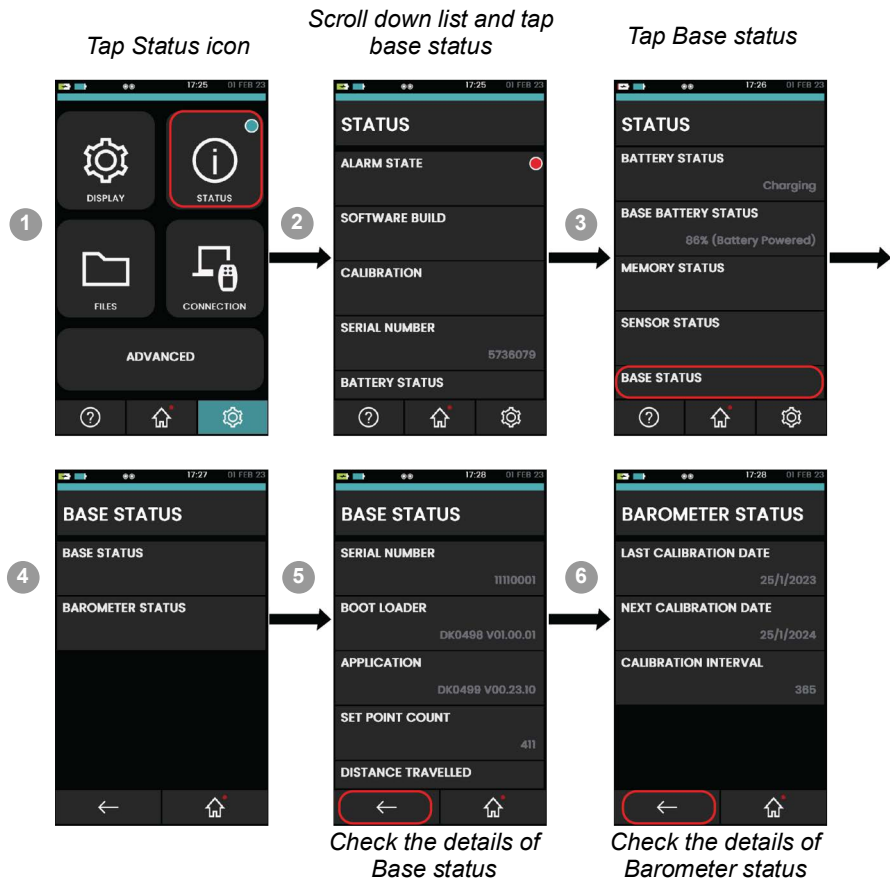 Tap Status icon
Scroll down list and tap
base status
Tap Base status
1
17:25 01 FEB 23
DISPLAY
STATUS
FILES
CONNECTION
ADVANCED
2
17:25 01 FEB 23
STATUS
ALARM STATE
SOFTWARE BUILD
CALIBRATION
SERIAL NUMBER
5736079
BATTERY STATUS
3
17:26 01 FEB 23
STATUS
BATTERY STATUS
Charging
BASE BATTERY STATUS
86% (Battery Powered)
MEMORY STATUS
SENSOR STATUS
BASE STATUS
4
17:27 01 FEB 23
BASE STATUS
BASE STATUS
BAROMETER STATUS
5
17:28 01 FEB 23
BASE STATUS
SERIAL NUMBER
11110001
BOOT LOADER
DK0498 V01.00.01
APPLICATION
DK0499 V00.23.10
SET POINT COUNT
411
DISTANCE TRAVELLED
Check the details of
Base status
6
17:28 01 FEB 23
BAROMETER STATUS
LAST CALIBRATION DATE
25/1/2023
NEXT CALIBRATION DATE
25/1/2024
CALIBRATION INTERVAL
365
Check the details of
Barometer status